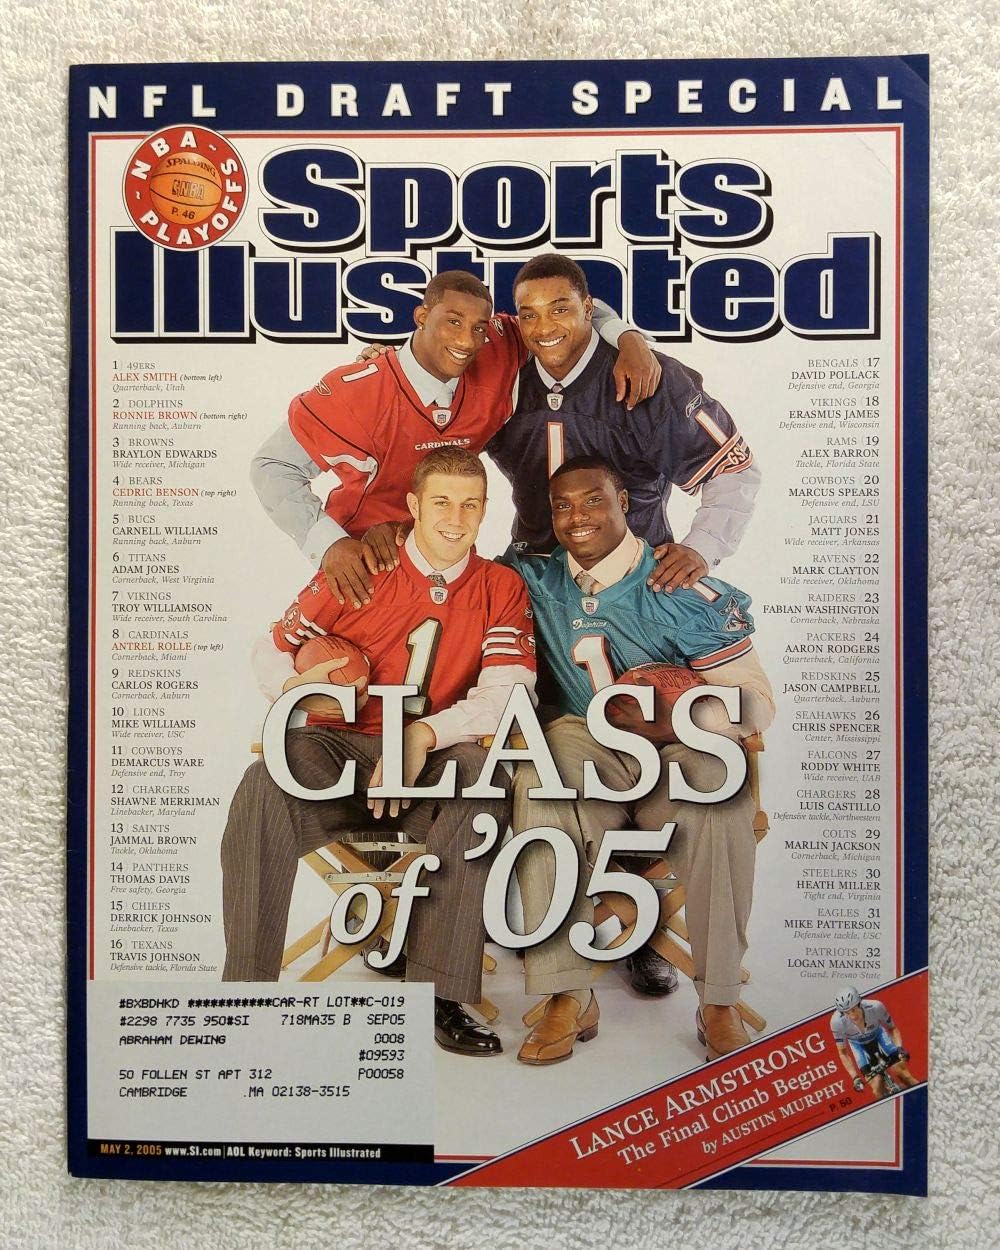 NFL DRAFT SPECIAL
NBA PLAYOFFS
SPALDING
NBA
P. 46
Sports
Illustrated
1 49ERS
ALEX SMITH (bottom left)
Quarterback, Utah
2 DOLPHINS
RONNIE BROWN (bottom right)
Running back, Auburn
3 BROWNS
BRAYLON EDWARDS
Wide receiver, Michigan
4 BEARS
CEDRIC BENSON (top right)
Running back, Texas
5 BUCS
CARNELL WILLIAMS
Running back, Auburn
6 TITANS
ADAM JONES
Cornerback, West Virginia
7 VIKINGS
TROY WILLIAMSON
Wide receiver, South Carolina
8 CARDINALS
ANTREL ROLLE (top left)
Cornerback, Miami
9 REDSKINS
CARLOS ROGERS
Cornerback, Auburn
10 LIONS
MIKE WILLIAMS
Wide receiver, USC
11 COWBOYS
DEMARCUS WARE
Defensive end, Troy
12 CHARGERS
SHAWNE MERRIMAN
Linebacker, Maryland
13 SAINTS
JAMMAL BROWN
Tackle, Oklahoma
14 PANTHERS
THOMAS DAVIS
Free safety, Georgia
15 CHIEFS
DERRICK JOHNSON
Linebacker, Texas
16 TEXANS
TRAVIS JOHNSON
Defensive tackle, Florida State
BENGALS 17
DAVID POLLACK
Defensive end, Georgia
VIKINGS 18
ERASMUS JAMES
Defensive end, Wisconsin
RAMS 19
ALEX BARRON
Tackle, Florida State
COWBOYS 20
MARCUS SPEARS
Defensive end, LSU
JAGUARS 21
MATT JONES
Wide receiver, Arkansas
RAVENS 22
MARK CLAYTON
Wide receiver, Oklahoma
RAIDERS 23
FABIAN WASHINGTON
Cornerback, Nebraska
PACKERS 24
AARON RODGERS
Quarterback, California
REDSKINS 25
JASON CAMPBELL
Quarterback, Auburn
SEAHAWKS 26
CHRIS SPENCER
Center, Mississippi
FALCONS 27
RODDY WHITE
Wide receiver, UAB
CHARGERS 28
LUIS CASTILLO
Defensive tackle, Northwestern
COLTS 29
MARLIN JACKSON
Cornerback, Michigan
STEELERS 30
HEATH MILLER
Tight end, Virginia
EAGLES 31
MIKE PATTERSON
Defensive tackle, USC
PATRIOTS 32
LOGAN MANKINS
Guard, Fresno State
1
CARDINALS
1
1
GSH
1
Dolphins
1
1
CLASS
of '05
#BXBDHKD ***********CAR-RT LOT**C-019
#2298 7735 950#SI 718MA35 B SEP05
ABRAHAM DEWING 0008
#09593
50 FOLLEN ST APT 312 P00058
CAMBRIDGE .MA 02138-3515
MAY 2, 2005 www.SI.com | AOL Keyword: Sports Illustrated
LANCE ARMSTRONG
The Final Climb Begins
by AUSTIN MURPHY
P. 50